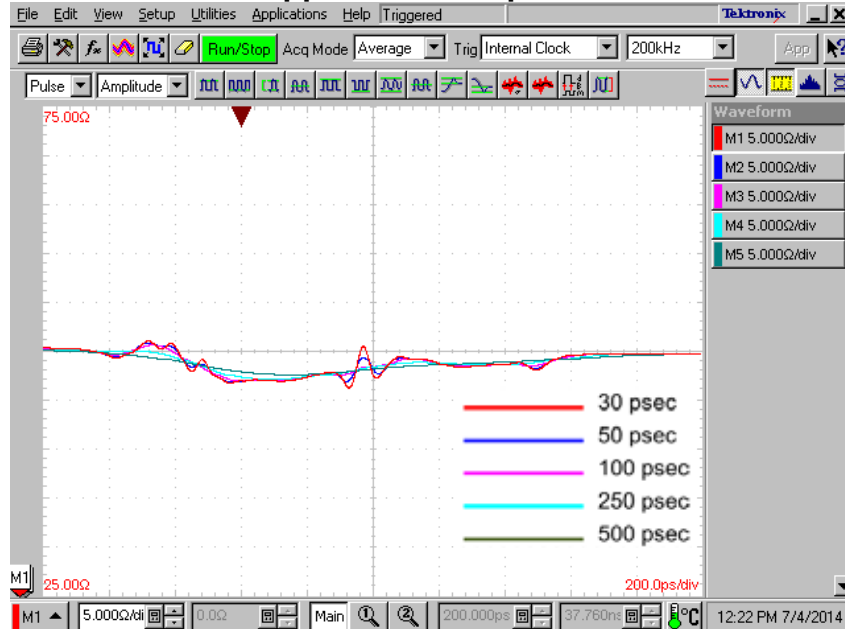 File Edit View Setup Utilities Applications Help Triggered Tektronix
Run/Stop Acq Mode Average Trig Internal Clock 200kHz App
Pulse Amplitude
75.00Ω
Waveform
M1 5.000Ω/div
M2 5.000Ω/div
M3 5.000Ω/div
M4 5.000Ω/div
M5 5.000Ω/div
30 psec
50 psec
100 psec
250 psec
500 psec
M1
25.00Ω 200.0ps/div
M1 5.000Ω/di 0.0Ω Main 200.000ps 37.760ns °C 12:22 PM 7/4/2014